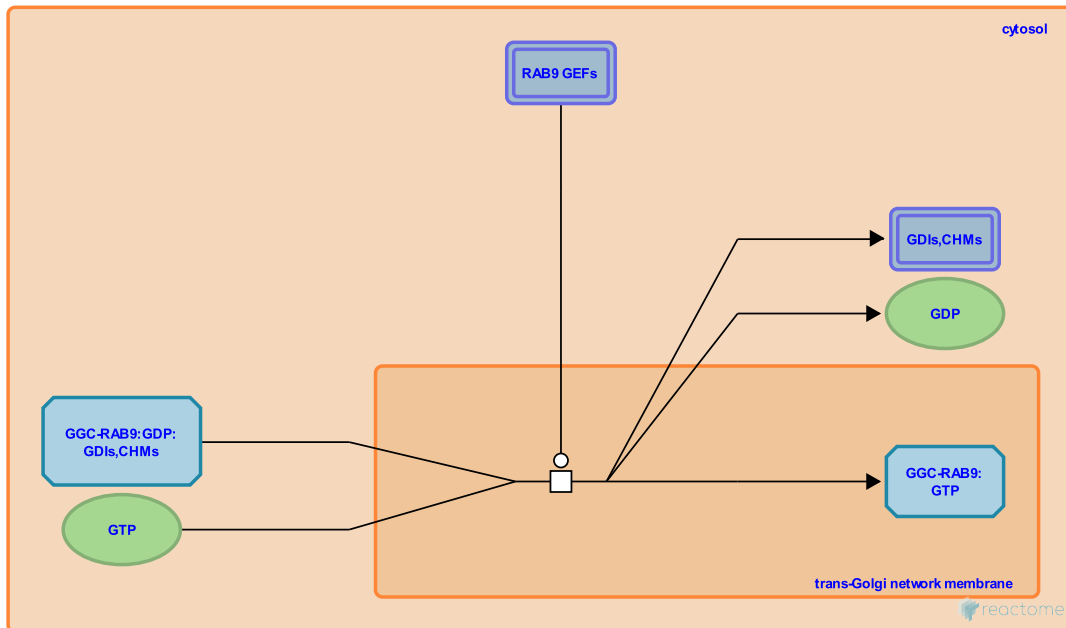 cytosol
RAB9 GEFs
GDIs,CHMs
GDP
GGC-RAB9:GDP:
GDIs,CHMs
GTP
GGC-RAB9:
GTP
trans-Golgi network membrane
reactome